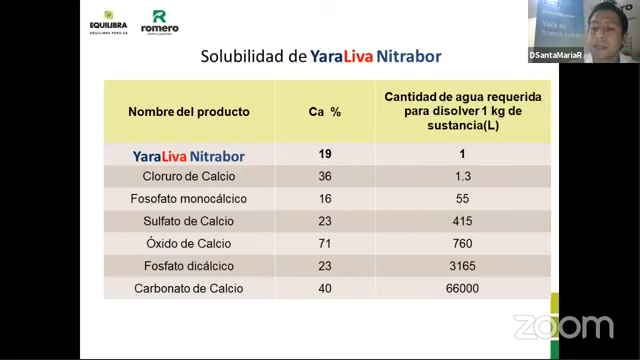 EQUILIBRA
EQUILIBRA PERU SA
romero
FERTILIZANTES
Yara es
DSantaMariaR
Solubilidad de YaraLiva Nitrabor
Nombre del producto
Ca %
Cantidad de agua requerida
para disolver 1 kg de
sustancia(L)
YaraLiva Nitrabor 19 1
Cloruro de Calcio 36 1.3
Fosofato monocálcico 16 55
Sulfato de Calcio 23 415
Óxido de Calcio 71 760
Fosfato dicálcico 23 3165
Carbonato de Calcio 40 66000
zoom